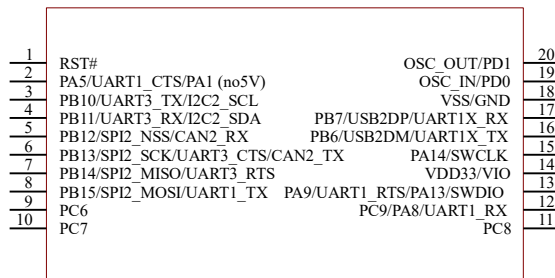 1 RST#
2 PA5/UART1_CTS/PA1 (no5V)
3 PB10/UART3_TX/I2C2_SCL
4 PB11/UART3_RX/I2C2_SDA
5 PB12/SPI2_NSS/CAN2_RX
6 PB13/SPI2_SCK/UART3_CTS/CAN2_TX
7 PB14/SPI2_MISO/UART3_RTS
8 PB15/SPI2_MOSI/UART1_TX
9 PC6
10 PC7
OSC_OUT/PD1 20
OSC_IN/PD0 19
VSS/GND 18
PB7/USB2DP/UART1X_RX 17
PB6/USB2DM/UART1X_TX 16
PA14/SWCLK 15
VDD33/VIO 14
PA9/UART1_RTS/PA13/SWDIO 13
PC9/PA8/UART1_RX 12
PC8 11